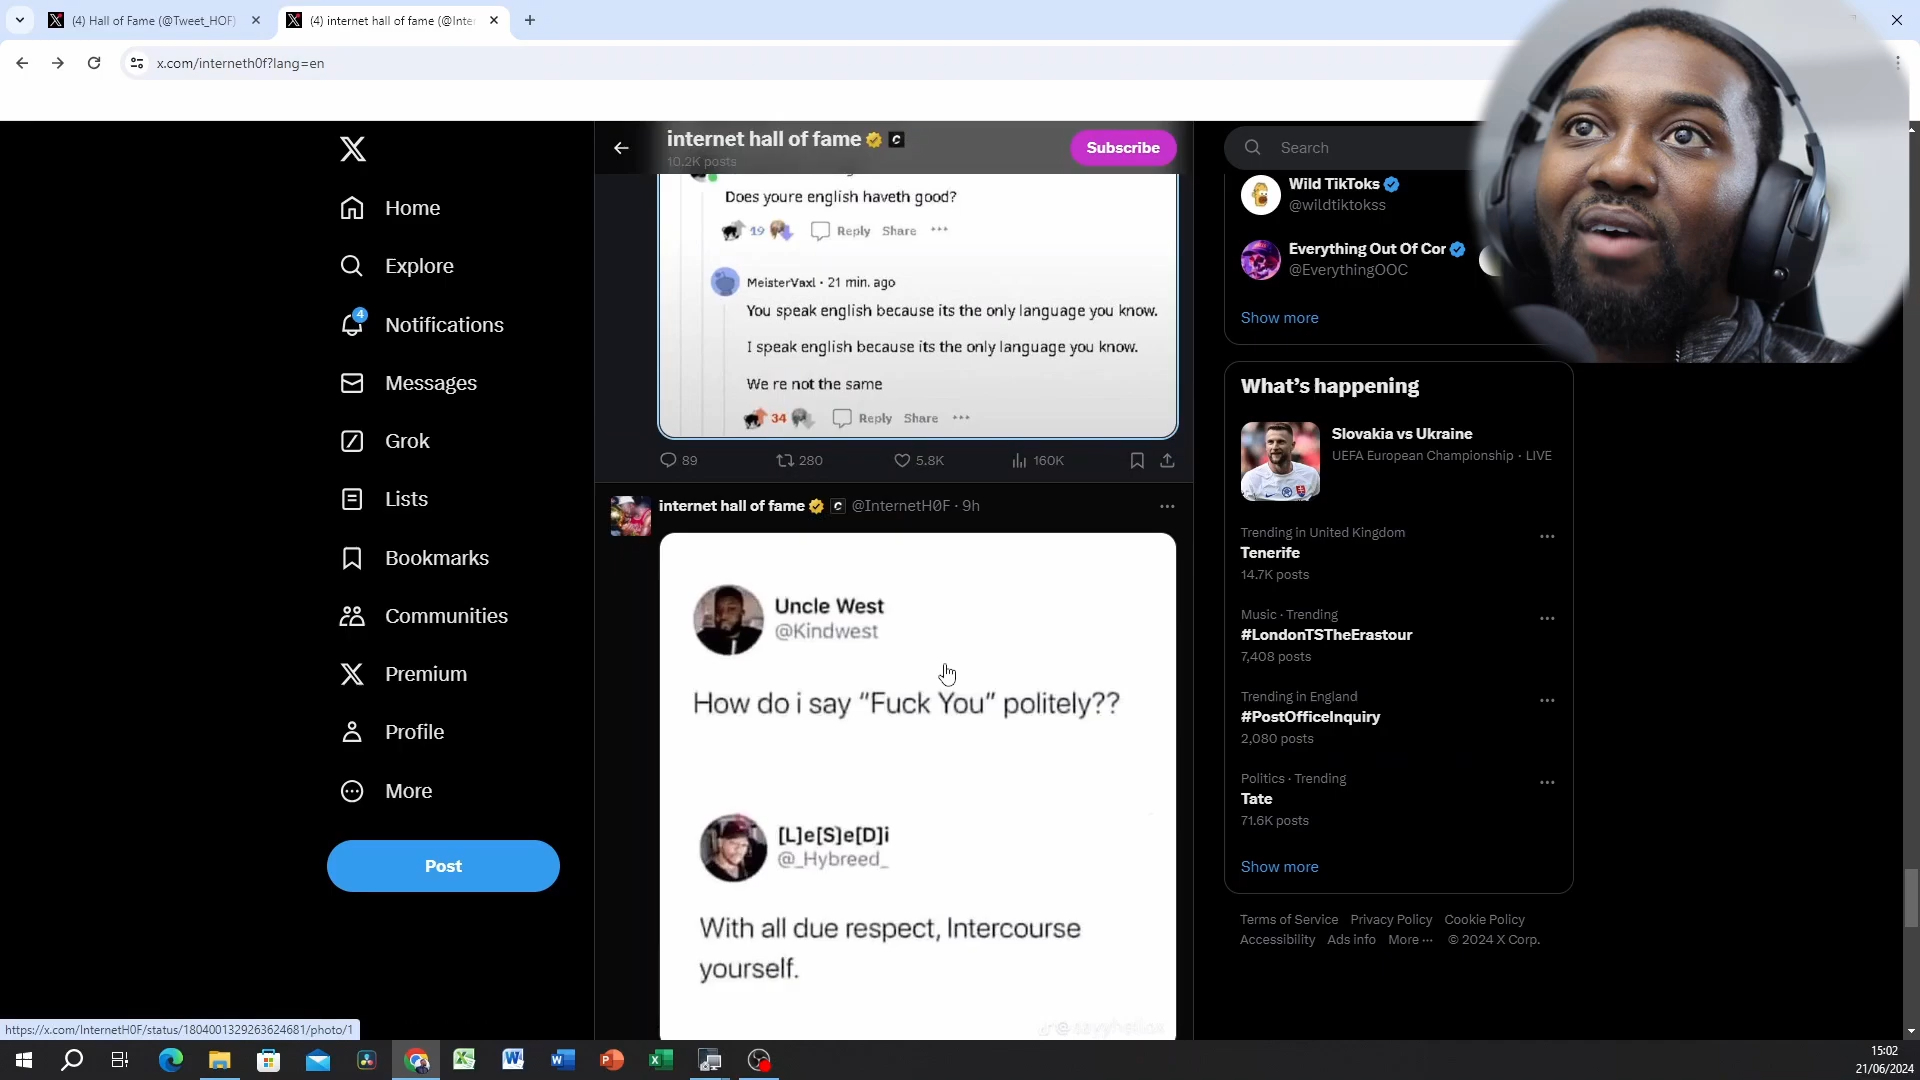 (4) Hall of Fame (@Tweet_HOF)
(4) internet hall of fame (@Inte
x.com/interneth0f?lang=en
Home
Explore
4
Notifications
Messages
Grok
Lists
Bookmarks
Communities
Premium
Profile
More
Post
internet hall of fame
10.2K posts
Subscribe
Does youre english haveth good?
19 Reply Share
MeisterVaxl · 21 min. ago
You speak english because its the only language you know.
I speak english because its the only language you know.
We re not the same
34 Reply Share
89 280 5.8K 160K
internet hall of fame @InternetH0F · 9h
Uncle West
@Kindwest
How do i say “Fuck You” politely??
[L]e[S]e[D]i
@_Hybreed_
With all due respect, Intercourse
yourself.
Search
Wild TikToks
@wildtiktokss
Everything Out Of Cor
@EverythingOOC
Show more
What’s happening
Slovakia vs Ukraine
UEFA European Championship · LIVE
Trending in United Kingdom
Tenerife
14.7K posts
Music · Trending
#LondonTSTheErastour
7,408 posts
Trending in England
#PostOfficeInquiry
2,080 posts
Politics · Trending
Tate
71.6K posts
Show more
Terms of Service Privacy Policy Cookie Policy
Accessibility Ads info More ··· © 2024 X Corp.
https://x.com/InternetH0F/status/1804001329263624681/photo/1
15:02
21/06/2024